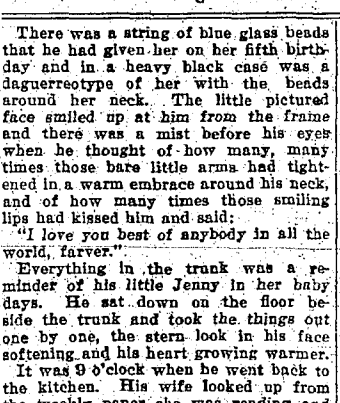 There was a string of blue glass beads
that he had given her on her fifth birth-
day and in a heavy black case was a
daguerreotype of her with the beads
around her neck. The little pictured
face smiled up at him from the frame
and there was a mist before his eyes
when he thought of how many, many
times those bare little arms had tight-
ened in a warm embrace around his neck,
and of how many times those smiling
lips had kissed him and said:
"I love you best of anybody in all the
world, farver."
Everything in the trunk was a re-
minder of his little Jenny in her baby
days. He sat down on the floor be-
side the trunk and took the things out
one by one, the stern look in his face
softening and his heart growing warmer.
It was 9 o'clock when he went back to
the kitchen. His wife looked up from
the weekly paper she was reading and